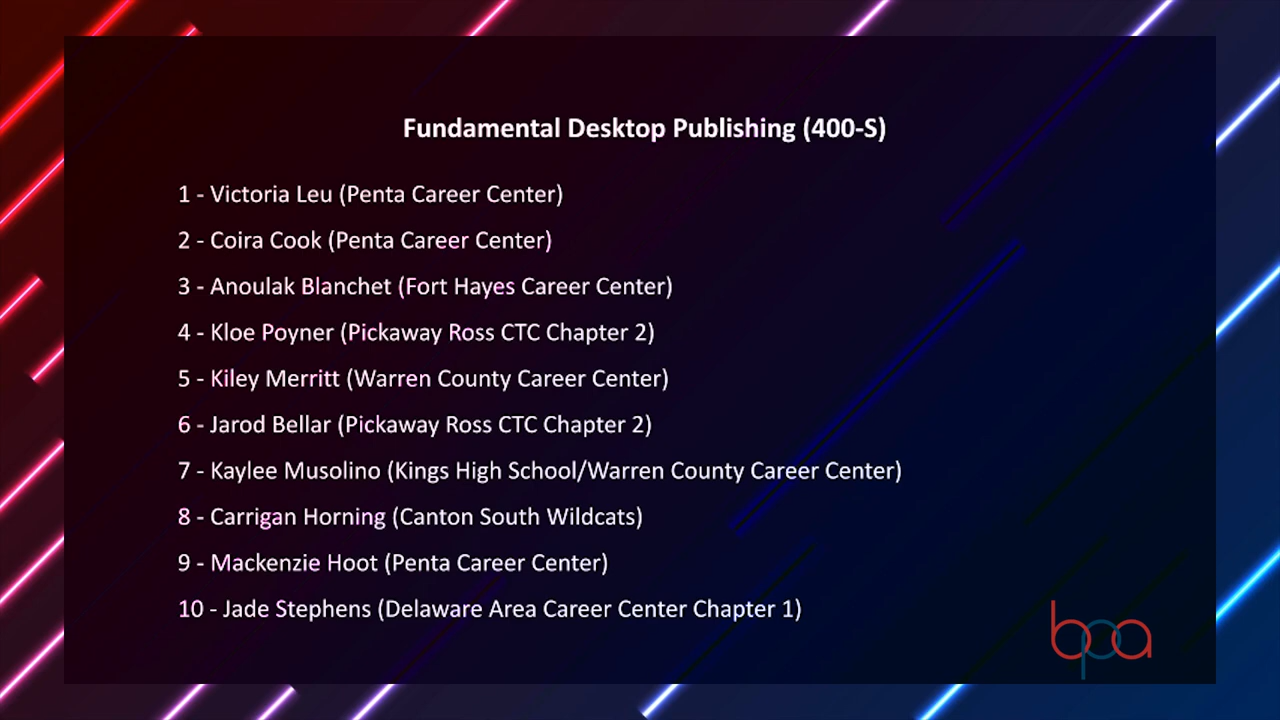 Fundamental Desktop Publishing (400-S)
1 - Victoria Leu (Penta Career Center)
2 - Coira Cook (Penta Career Center)
3 - Anoulak Blanchet (Fort Hayes Career Center)
4 - Kloe Poyner (Pickaway Ross CTC Chapter 2)
5 - Kiley Merritt (Warren County Career Center)
6 - Jarod Bellar (Pickaway Ross CTC Chapter 2)
7 - Kaylee Musolino (Kings High School/Warren County Career Center)
8 - Carrigan Horning (Canton South Wildcats)
9 - Mackenzie Hoot (Penta Career Center)
10 - Jade Stephens (Delaware Area Career Center Chapter 1)
bpa